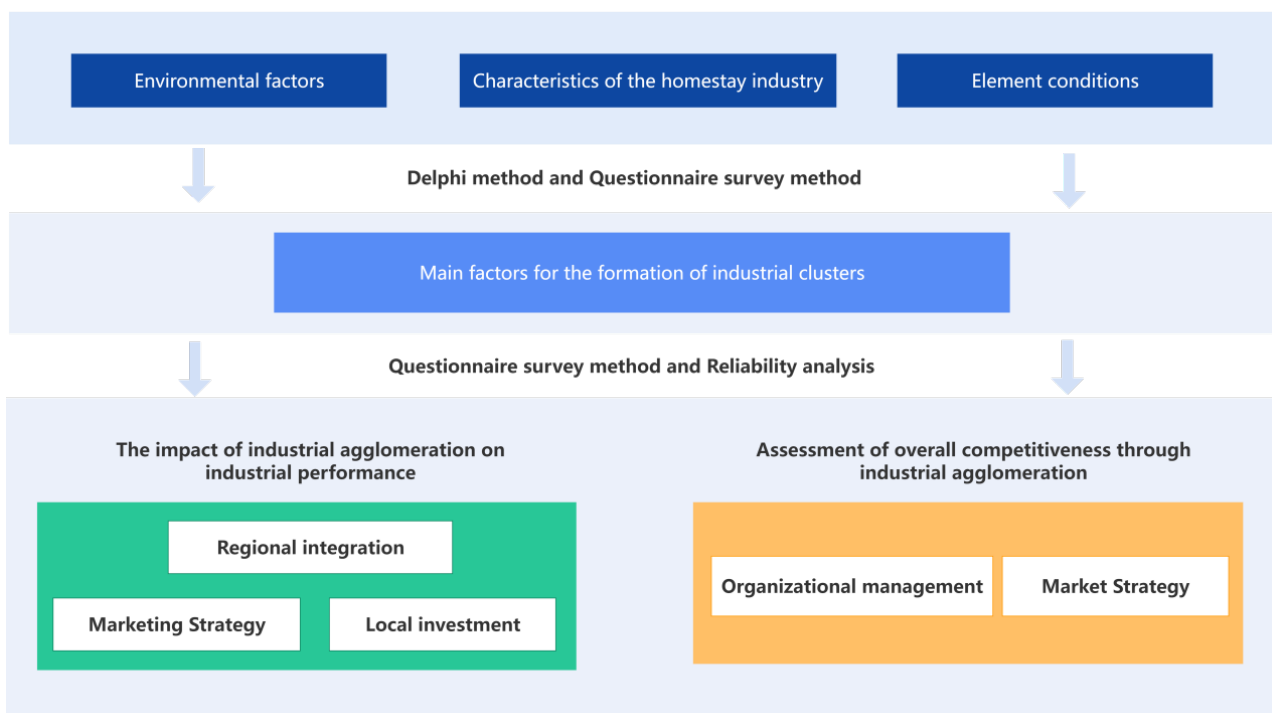 Environmental factors
Characteristics of the homestay industry
Element conditions
Delphi method and Questionnaire survey method
Main factors for the formation of industrial clusters
Questionnaire survey method and Reliability analysis
The impact of industrial agglomeration on
industrial performance
Regional integration
Marketing Strategy
Local investment
Assessment of overall competitiveness through
industrial agglomeration
Organizational management
Market Strategy